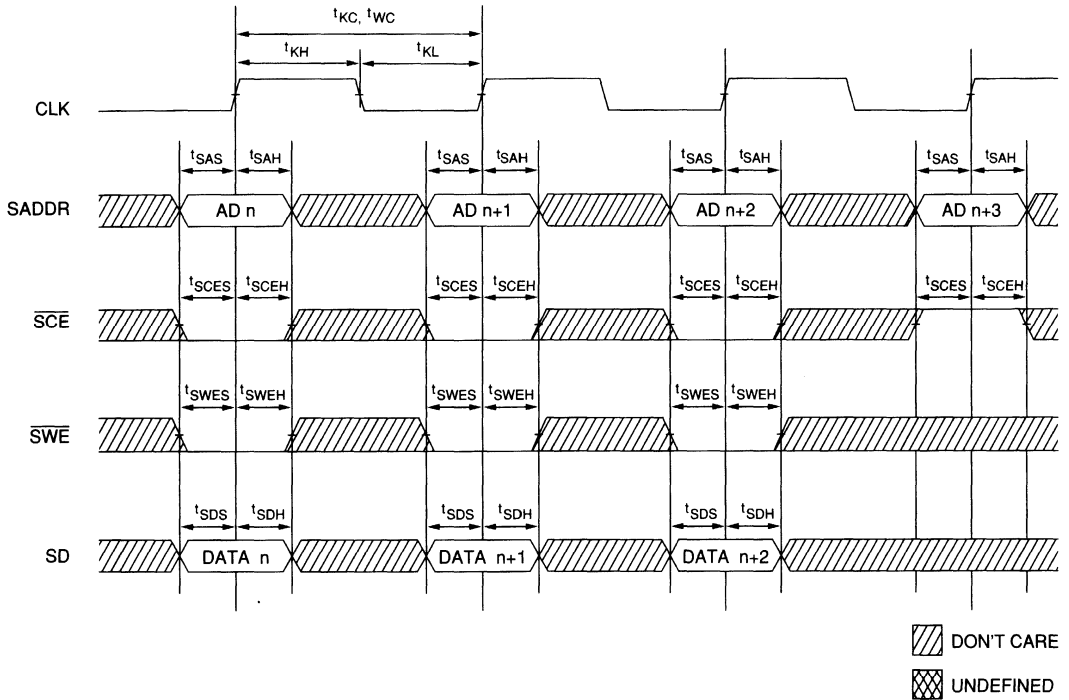 tKC, tWC
tKH tKL
CLK
tSAS tSAH tSAS tSAH tSAS tSAH tSAS tSAH
SADDR AD n AD n+1 AD n+2 AD n+3
tSCES tSCEH tSCES tSCEH tSCES tSCEH tSCES tSCEH
SCE
tSWES tSWEH tSWES tSWEH tSWES tSWEH
SWE
tSDS tSDH tSDS tSDH tSDS tSDH
SD DATA n DATA n+1 DATA n+2
DON'T CARE
UNDEFINED